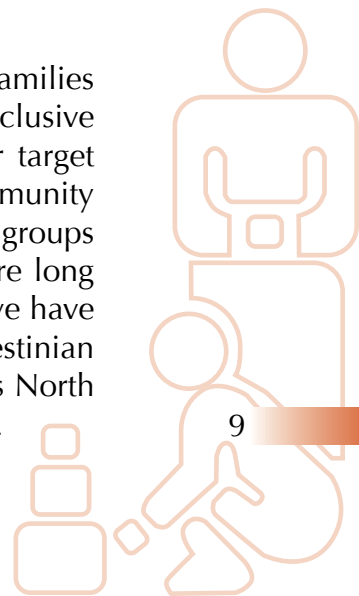 amilies
clusive
target
munity
groups
re long
ve have
estinian
s North
.
9